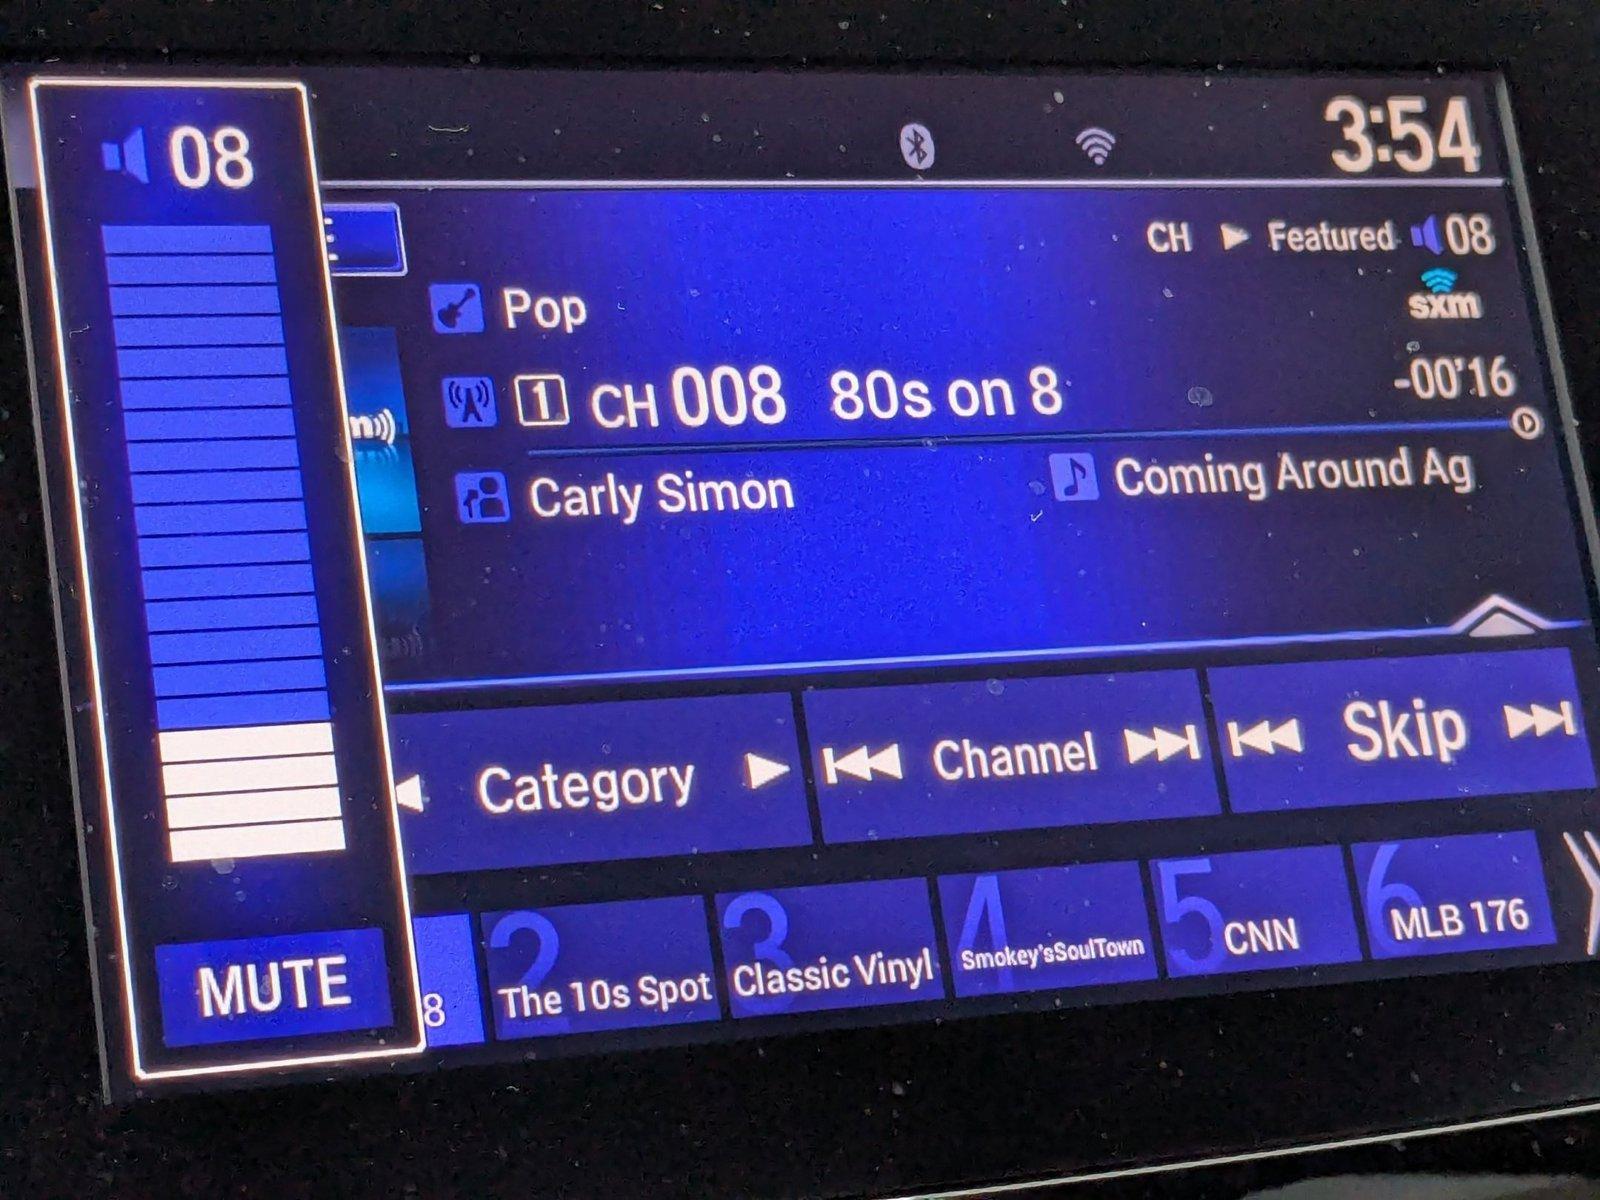 08
3:54
CH ▶ Featured 08
sxm
Pop
1 CH 008 80s on 8
-00'16
Carly Simon
Coming Around Ag
Category
Channel
Skip
8
2 The 10s Spot
3 Classic Vinyl
4 Smokey'sSoulTown
5 CNN
6 MLB 176
MUTE